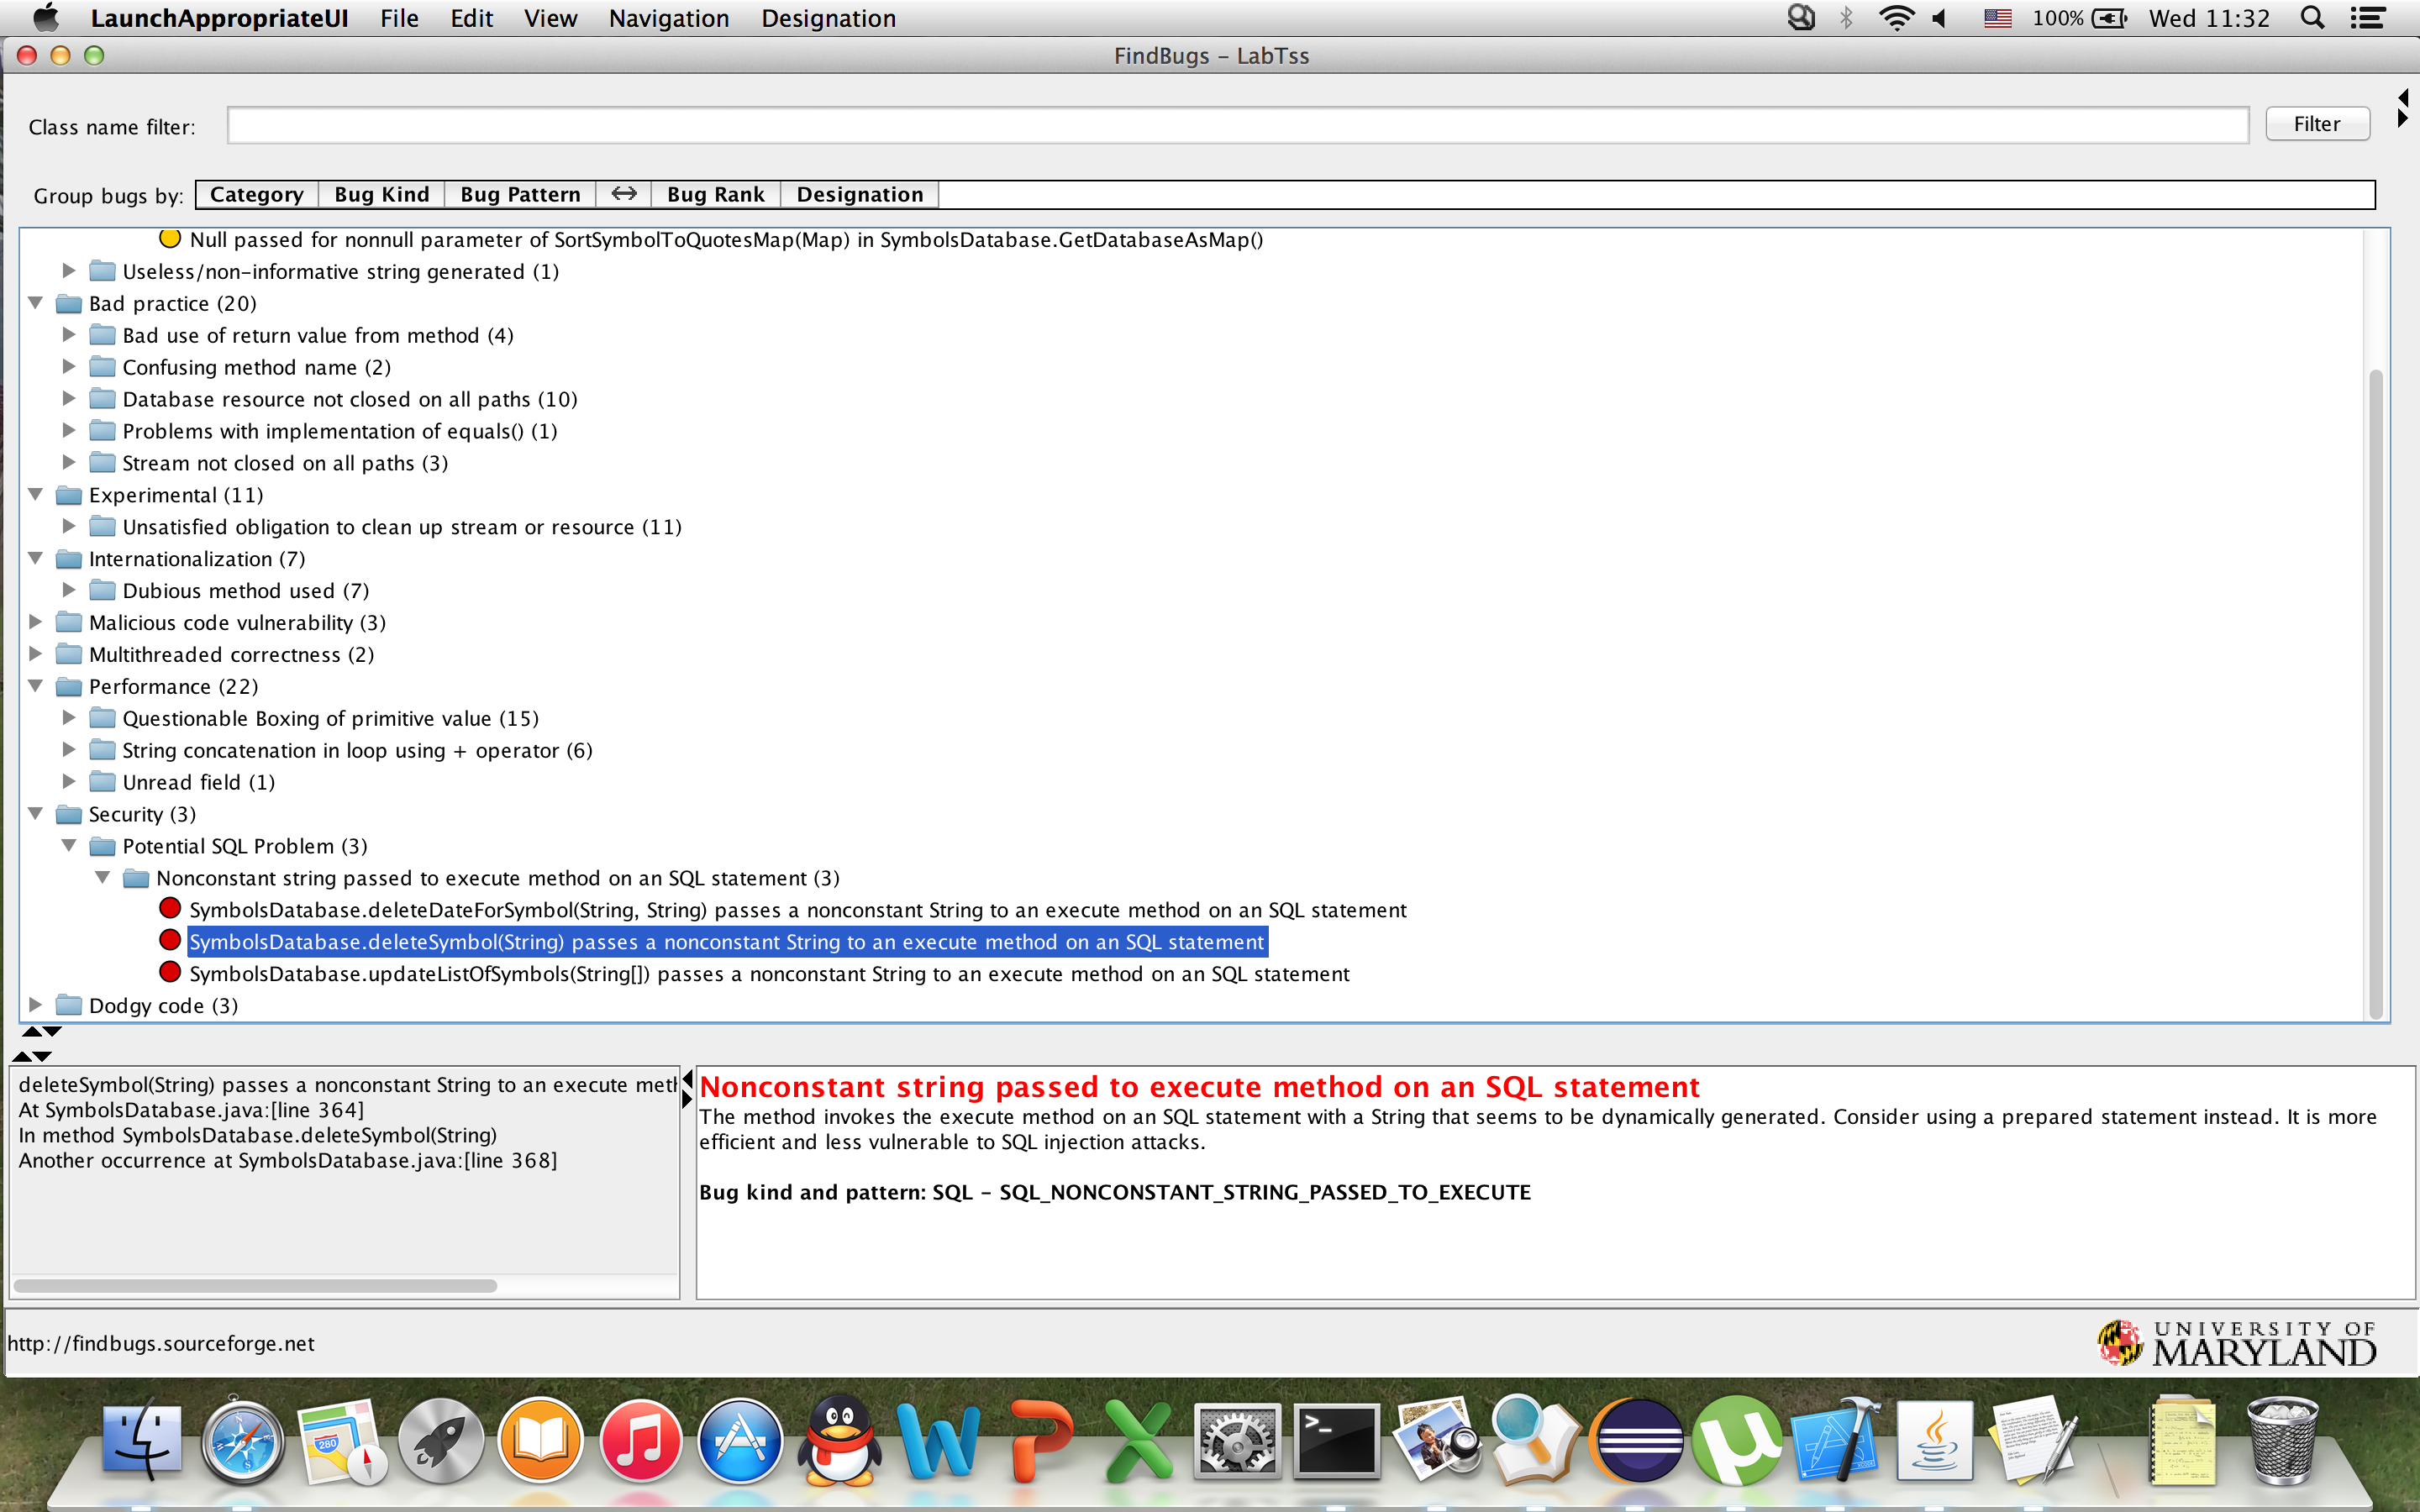 LaunchAppropriateUI File Edit View Navigation Designation 100% Wed 11:32
FindBugs – LabTss
Class name filter: Filter
Group bugs by: Category Bug Kind Bug Pattern Bug Rank Designation
Null passed for nonnull parameter of SortSymbolToQuotesMap(Map) in SymbolsDatabase.GetDatabaseAsMap()
Useless/non-informative string generated (1)
Bad practice (20)
Bad use of return value from method (4)
Confusing method name (2)
Database resource not closed on all paths (10)
Problems with implementation of equals() (1)
Stream not closed on all paths (3)
Experimental (11)
Unsatisfied obligation to clean up stream or resource (11)
Internationalization (7)
Dubious method used (7)
Malicious code vulnerability (3)
Multithreaded correctness (2)
Performance (22)
Questionable Boxing of primitive value (15)
String concatenation in loop using + operator (6)
Unread field (1)
Security (3)
Potential SQL Problem (3)
Nonconstant string passed to execute method on an SQL statement (3)
SymbolsDatabase.deleteDateForSymbol(String, String) passes a nonconstant String to an execute method on an SQL statement
SymbolsDatabase.deleteSymbol(String) passes a nonconstant String to an execute method on an SQL statement
SymbolsDatabase.updateListOfSymbols(String[]) passes a nonconstant String to an execute method on an SQL statement
Dodgy code (3)
deleteSymbol(String) passes a nonconstant String to an execute meth
At SymbolsDatabase.java:[line 364]
In method SymbolsDatabase.deleteSymbol(String)
Another occurrence at SymbolsDatabase.java:[line 368]
Nonconstant string passed to execute method on an SQL statement
The method invokes the execute method on an SQL statement with a String that seems to be dynamically generated. Consider using a prepared statement instead. It is more
efficient and less vulnerable to SQL injection attacks.
Bug kind and pattern: SQL – SQL_NONCONSTANT_STRING_PASSED_TO_EXECUTE
http://findbugs.sourceforge.net
UNIVERSITY OF
MARYLAND
280